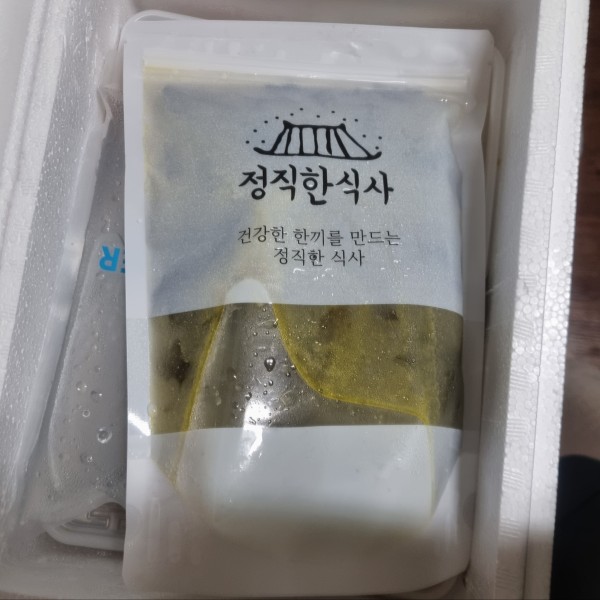 정직한식사
건강한 한끼를 만드는
정직한 식사
ER